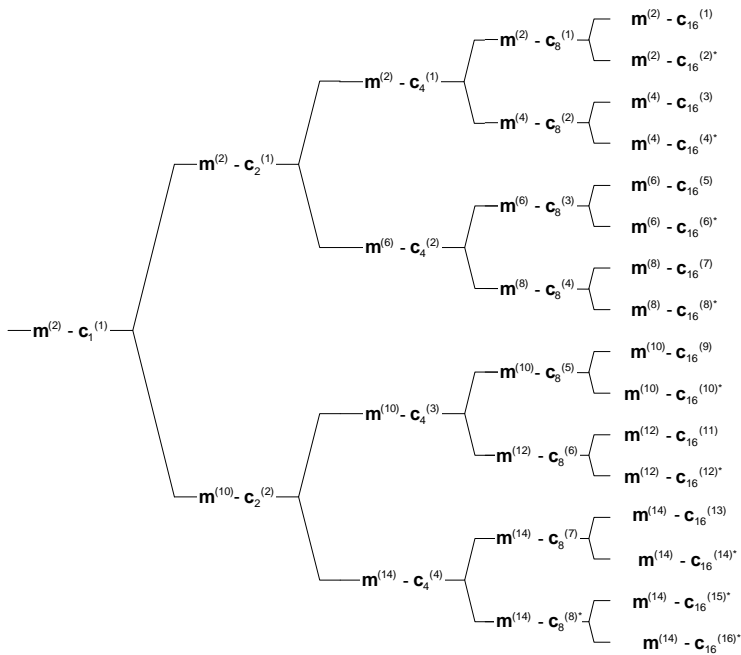 m(2) - c1(1)
m(2) - c2(1)
m(10) - c2(2)
m(2) - c4(1)
m(6) - c4(2)
m(10) - c4(3)
m(14) - c4(4)
m(2) - c8(1)
m(4) - c8(2)
m(6) - c8(3)
m(8) - c8(4)
m(10) - c8(5)
m(12) - c8(6)
m(14) - c8(7)
m(14) - c8(8)*
m(2) - c16(1)
m(2) - c16(2)*
m(4) - c16(3)
m(4) - c16(4)*
m(6) - c16(5)
m(6) - c16(6)*
m(8) - c16(7)
m(8) - c16(8)*
m(10) - c16(9)
m(10) - c16(10)*
m(12) - c16(11)
m(12) - c16(12)*
m(14) - c16(13)
m(14) - c16(14)*
m(14) - c16(15)*
m(14) - c16(16)*